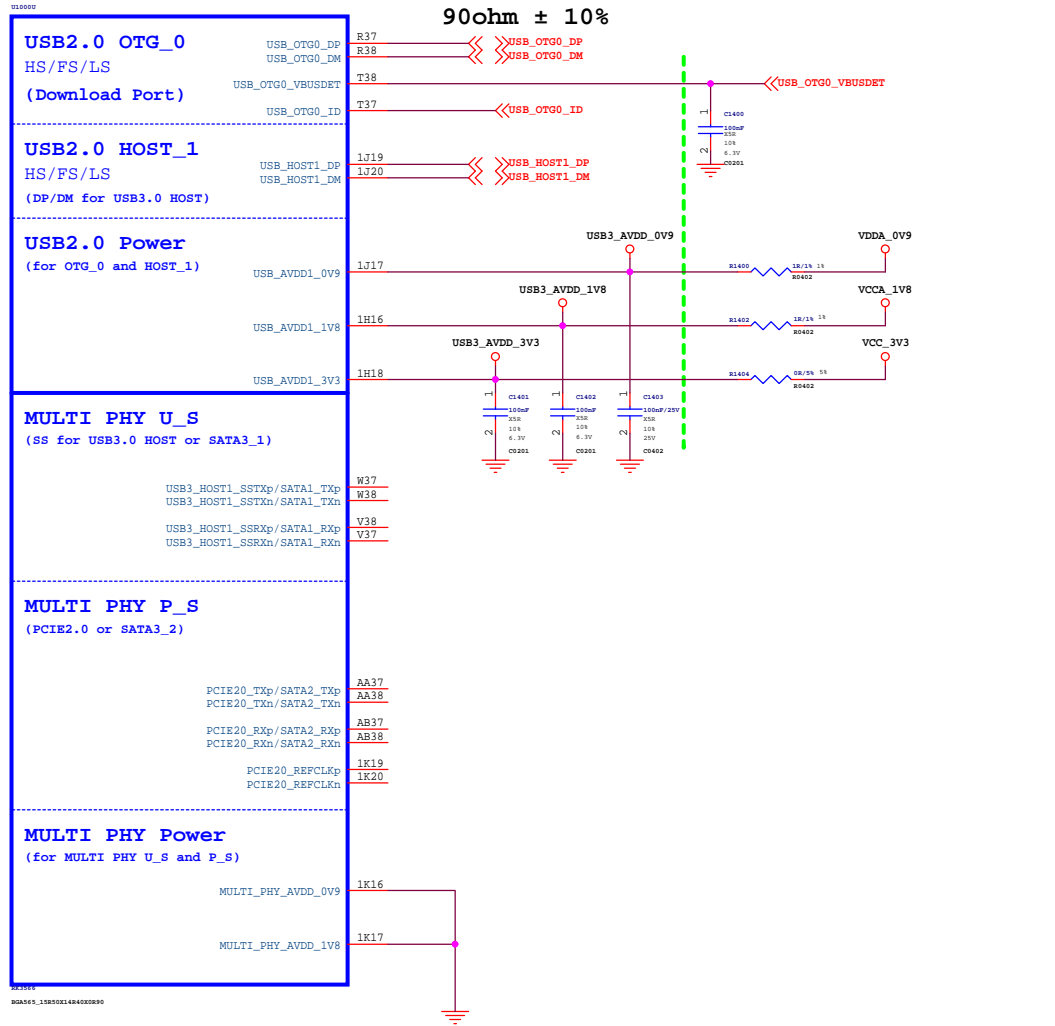 U1000U
90ohm ± 10%
USB2.0 OTG_0
HS/FS/LS
(Download Port)
USB_OTG0_DP R37 USB_OTG0_DP
USB_OTG0_DM R38 USB_OTG0_DM
USB_OTG0_VBUSDET T38 USB_OTG0_VBUSDET
USB_OTG0_ID T37 USB_OTG0_ID
1 C1400
100nF
X5R
10%
2 6.3V
C0201
USB2.0 HOST_1
HS/FS/LS
(DP/DM for USB3.0 HOST)
USB_HOST1_DP 1J19 USB_HOST1_DP
USB_HOST1_DM 1J20 USB_HOST1_DM
USB2.0 Power
(for OTG_0 and HOST_1)
USB3_AVDD_0V9 VDDA_0V9
USB_AVDD1_0V9 1J17 R1400 1R/1% 1%
R0402
USB3_AVDD_1V8 VCCA_1V8
USB_AVDD1_1V8 1H16 R1402 1R/1% 1%
R0402
USB3_AVDD_3V3 VCC_3V3
USB_AVDD1_3V3 1H18 R1404 0R/5% 5%
R0402
1 C1401 1 C1402 1 C1403
100nF 100nF 100nF/25V
X5R X5R X5R
10% 10% 10%
2 6.3V 2 6.3V 2 25V
C0201 C0201 C0402
MULTI PHY U_S
(SS for USB3.0 HOST or SATA3_1)
USB3_HOST1_SSTXp/SATA1_TXp W37
USB3_HOST1_SSTXn/SATA1_TXn W38
USB3_HOST1_SSRXp/SATA1_RXp V38
USB3_HOST1_SSRXn/SATA1_RXn V37
MULTI PHY P_S
(PCIE2.0 or SATA3_2)
PCIE20_TXp/SATA2_TXp AA37
PCIE20_TXn/SATA2_TXn AA38
PCIE20_RXp/SATA2_RXp AB37
PCIE20_RXn/SATA2_RXn AB38
PCIE20_REFCLKp 1K19
PCIE20_REFCLKn 1K20
MULTI PHY Power
(for MULTI PHY U_S and P_S)
MULTI_PHY_AVDD_0V9 1K16
MULTI_PHY_AVDD_1V8 1K17
RK3566
BGA565_15R50X14R40X0R90